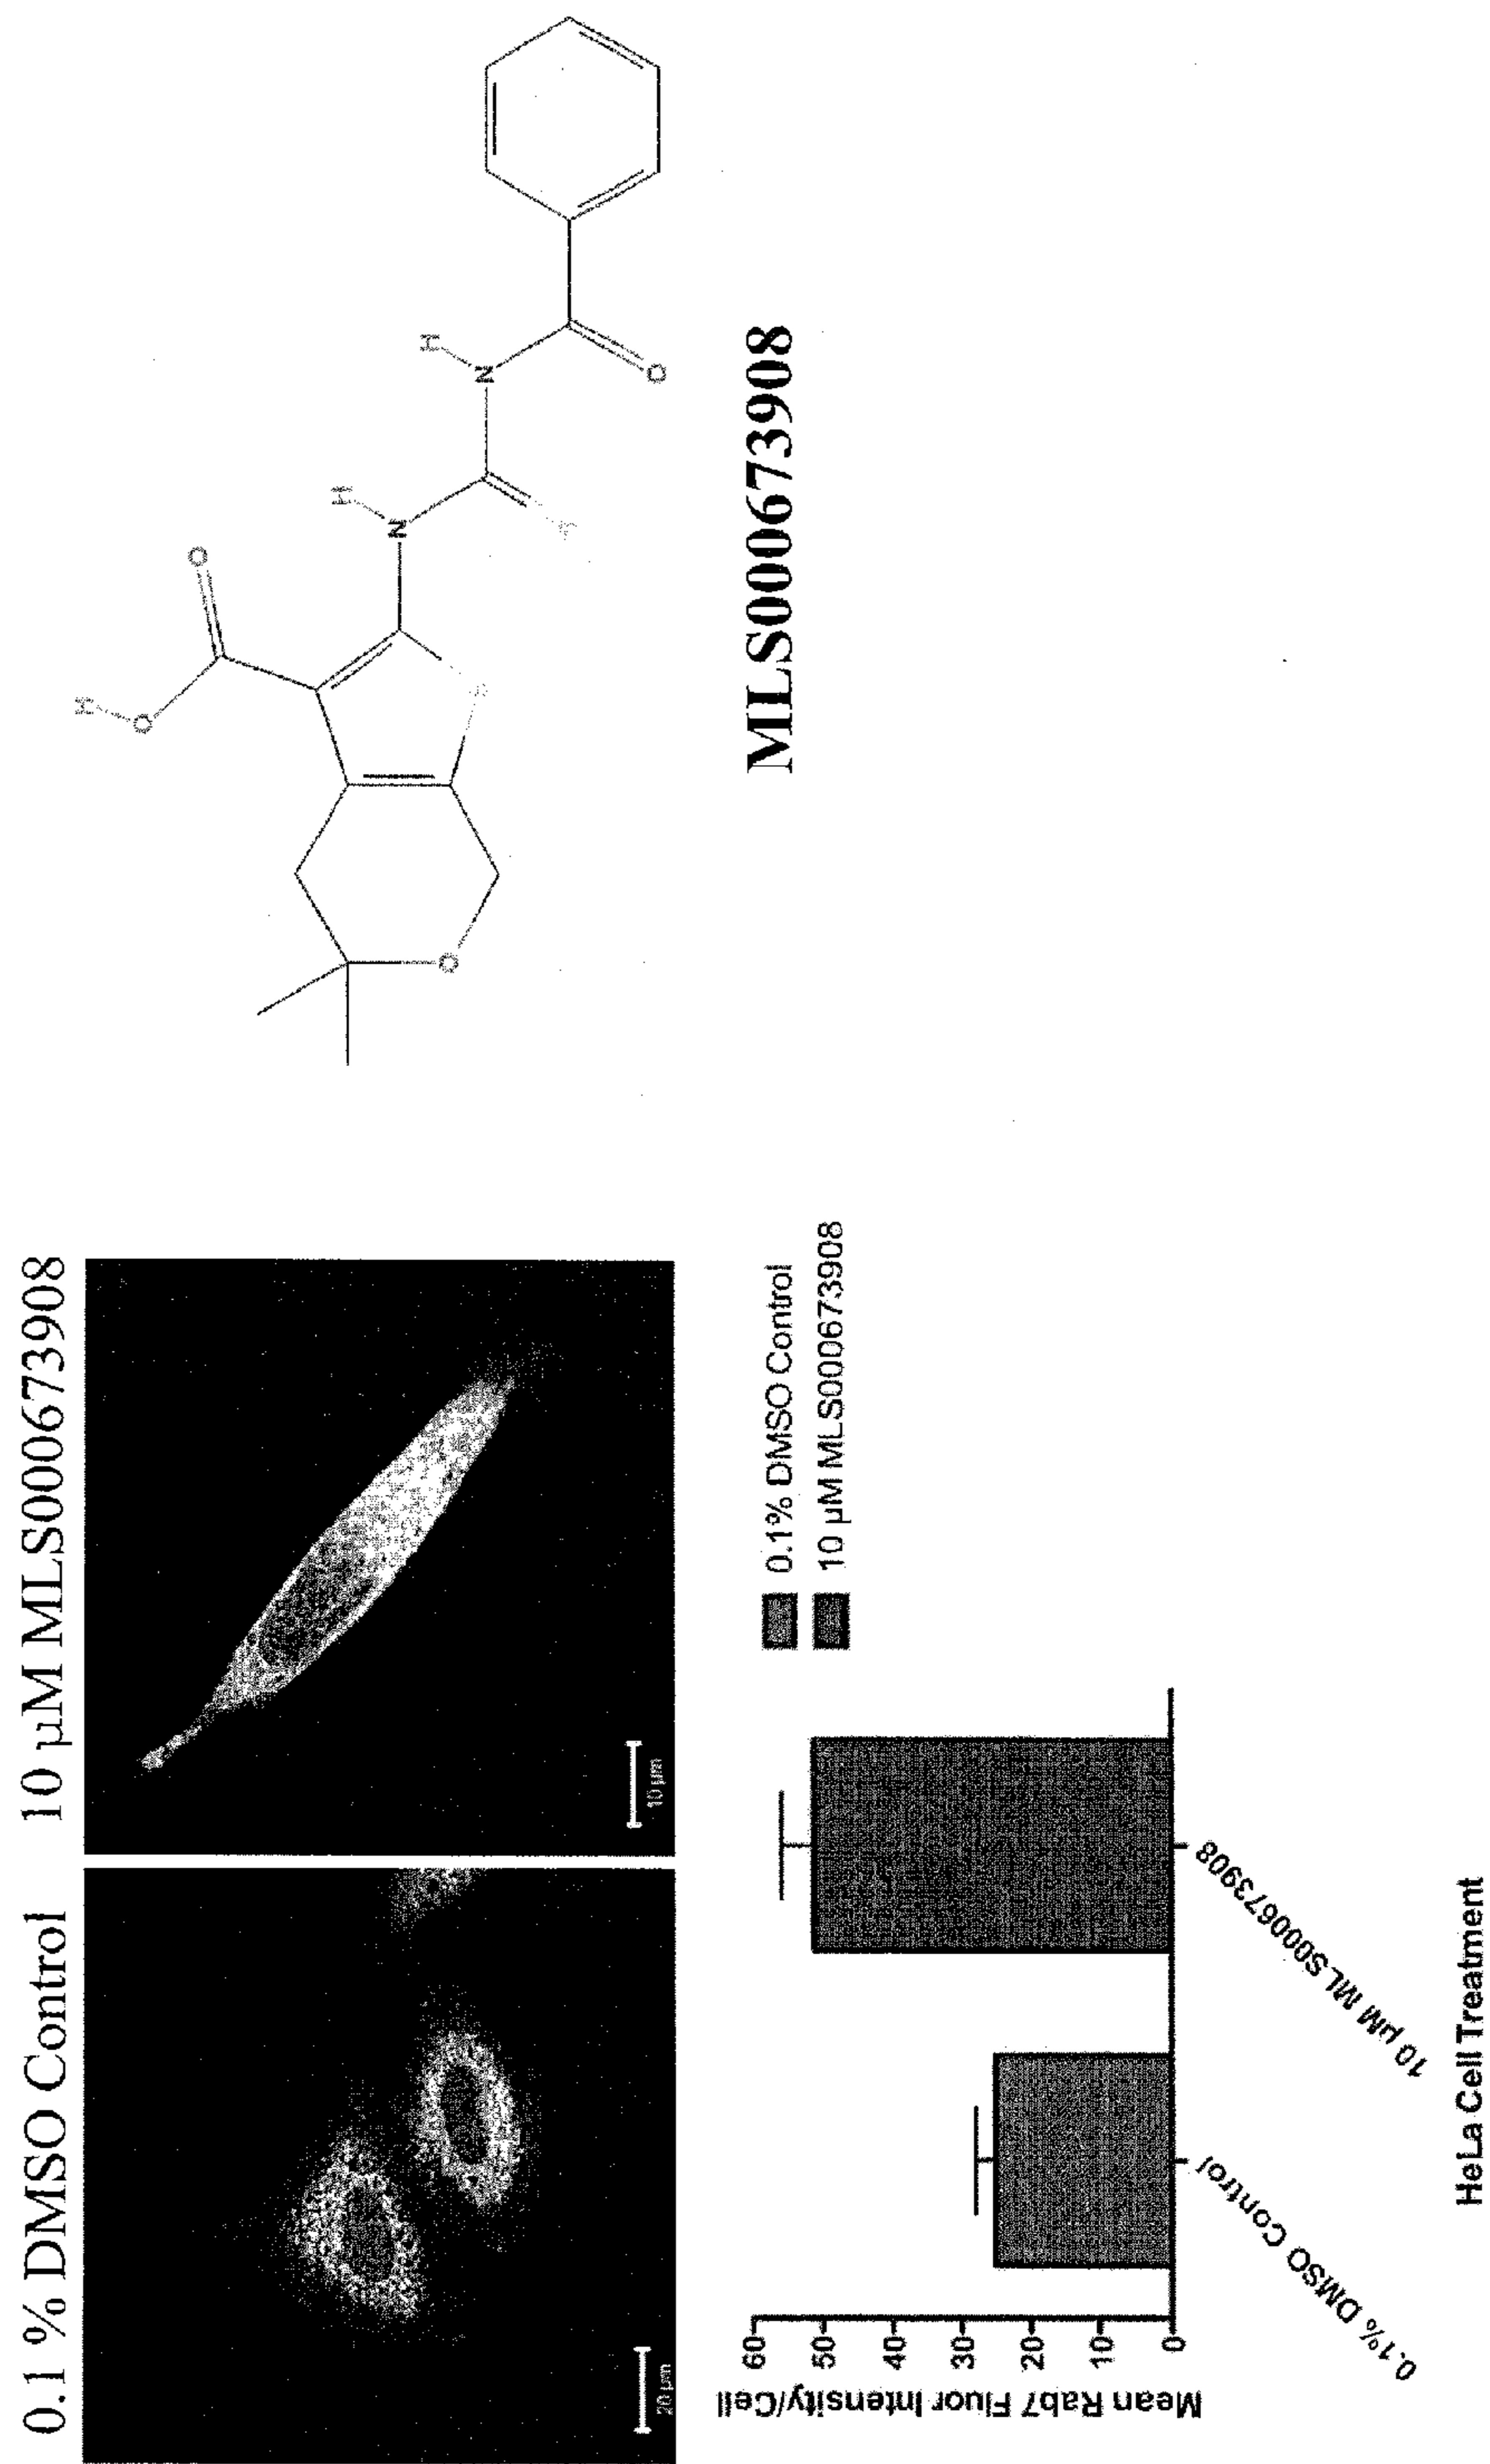 0.1 % DMSO Control
10 µM MLS000673908
20 µm
10 µm
Mean Rab7 Fluor Intensity/Cell
60
50
40
30
20
10
0
0.1% DMSO Control
10 µM MLS000673908
HeLa Cell Treatment
0.1% DMSO Control
10 µM MLS000673908
H
O
O
H
N
S
H
N
O
S
O
MLS000673908